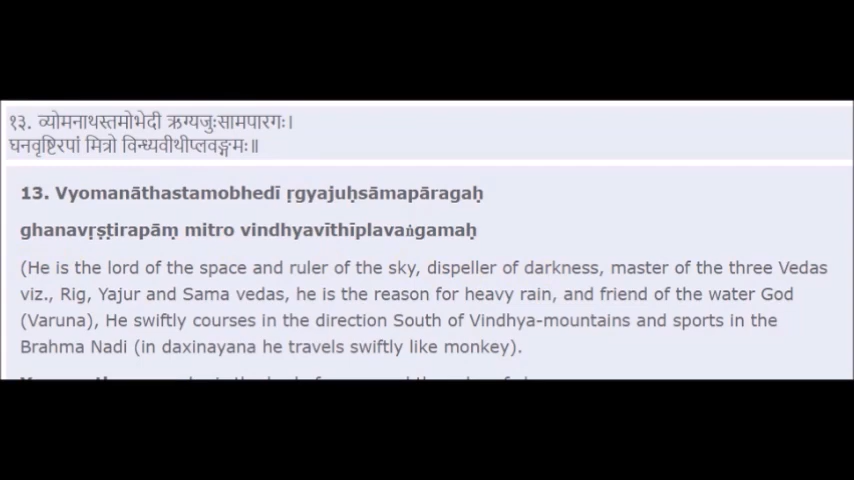 १३. व्योमनाथस्तमोभेदी ऋग्यजुःसामपारगः।
घनवृष्टिरपां मित्रो विन्ध्यवीथीप्लवङ्गमः॥
13. Vyomanāthastamobhedī ṛgyajuḥsāmapāragaḥ
ghanavṛṣṭirapāṃ mitro vindhyavīthīplavaṅgamaḥ
(He is the lord of the space and ruler of the sky, dispeller of darkness, master of the three Vedas
viz., Rig, Yajur and Sama vedas, he is the reason for heavy rain, and friend of the water God
(Varuna), He swiftly courses in the direction South of Vindhya-mountains and sports in the
Brahma Nadi (in daxinayana he travels swiftly like monkey).